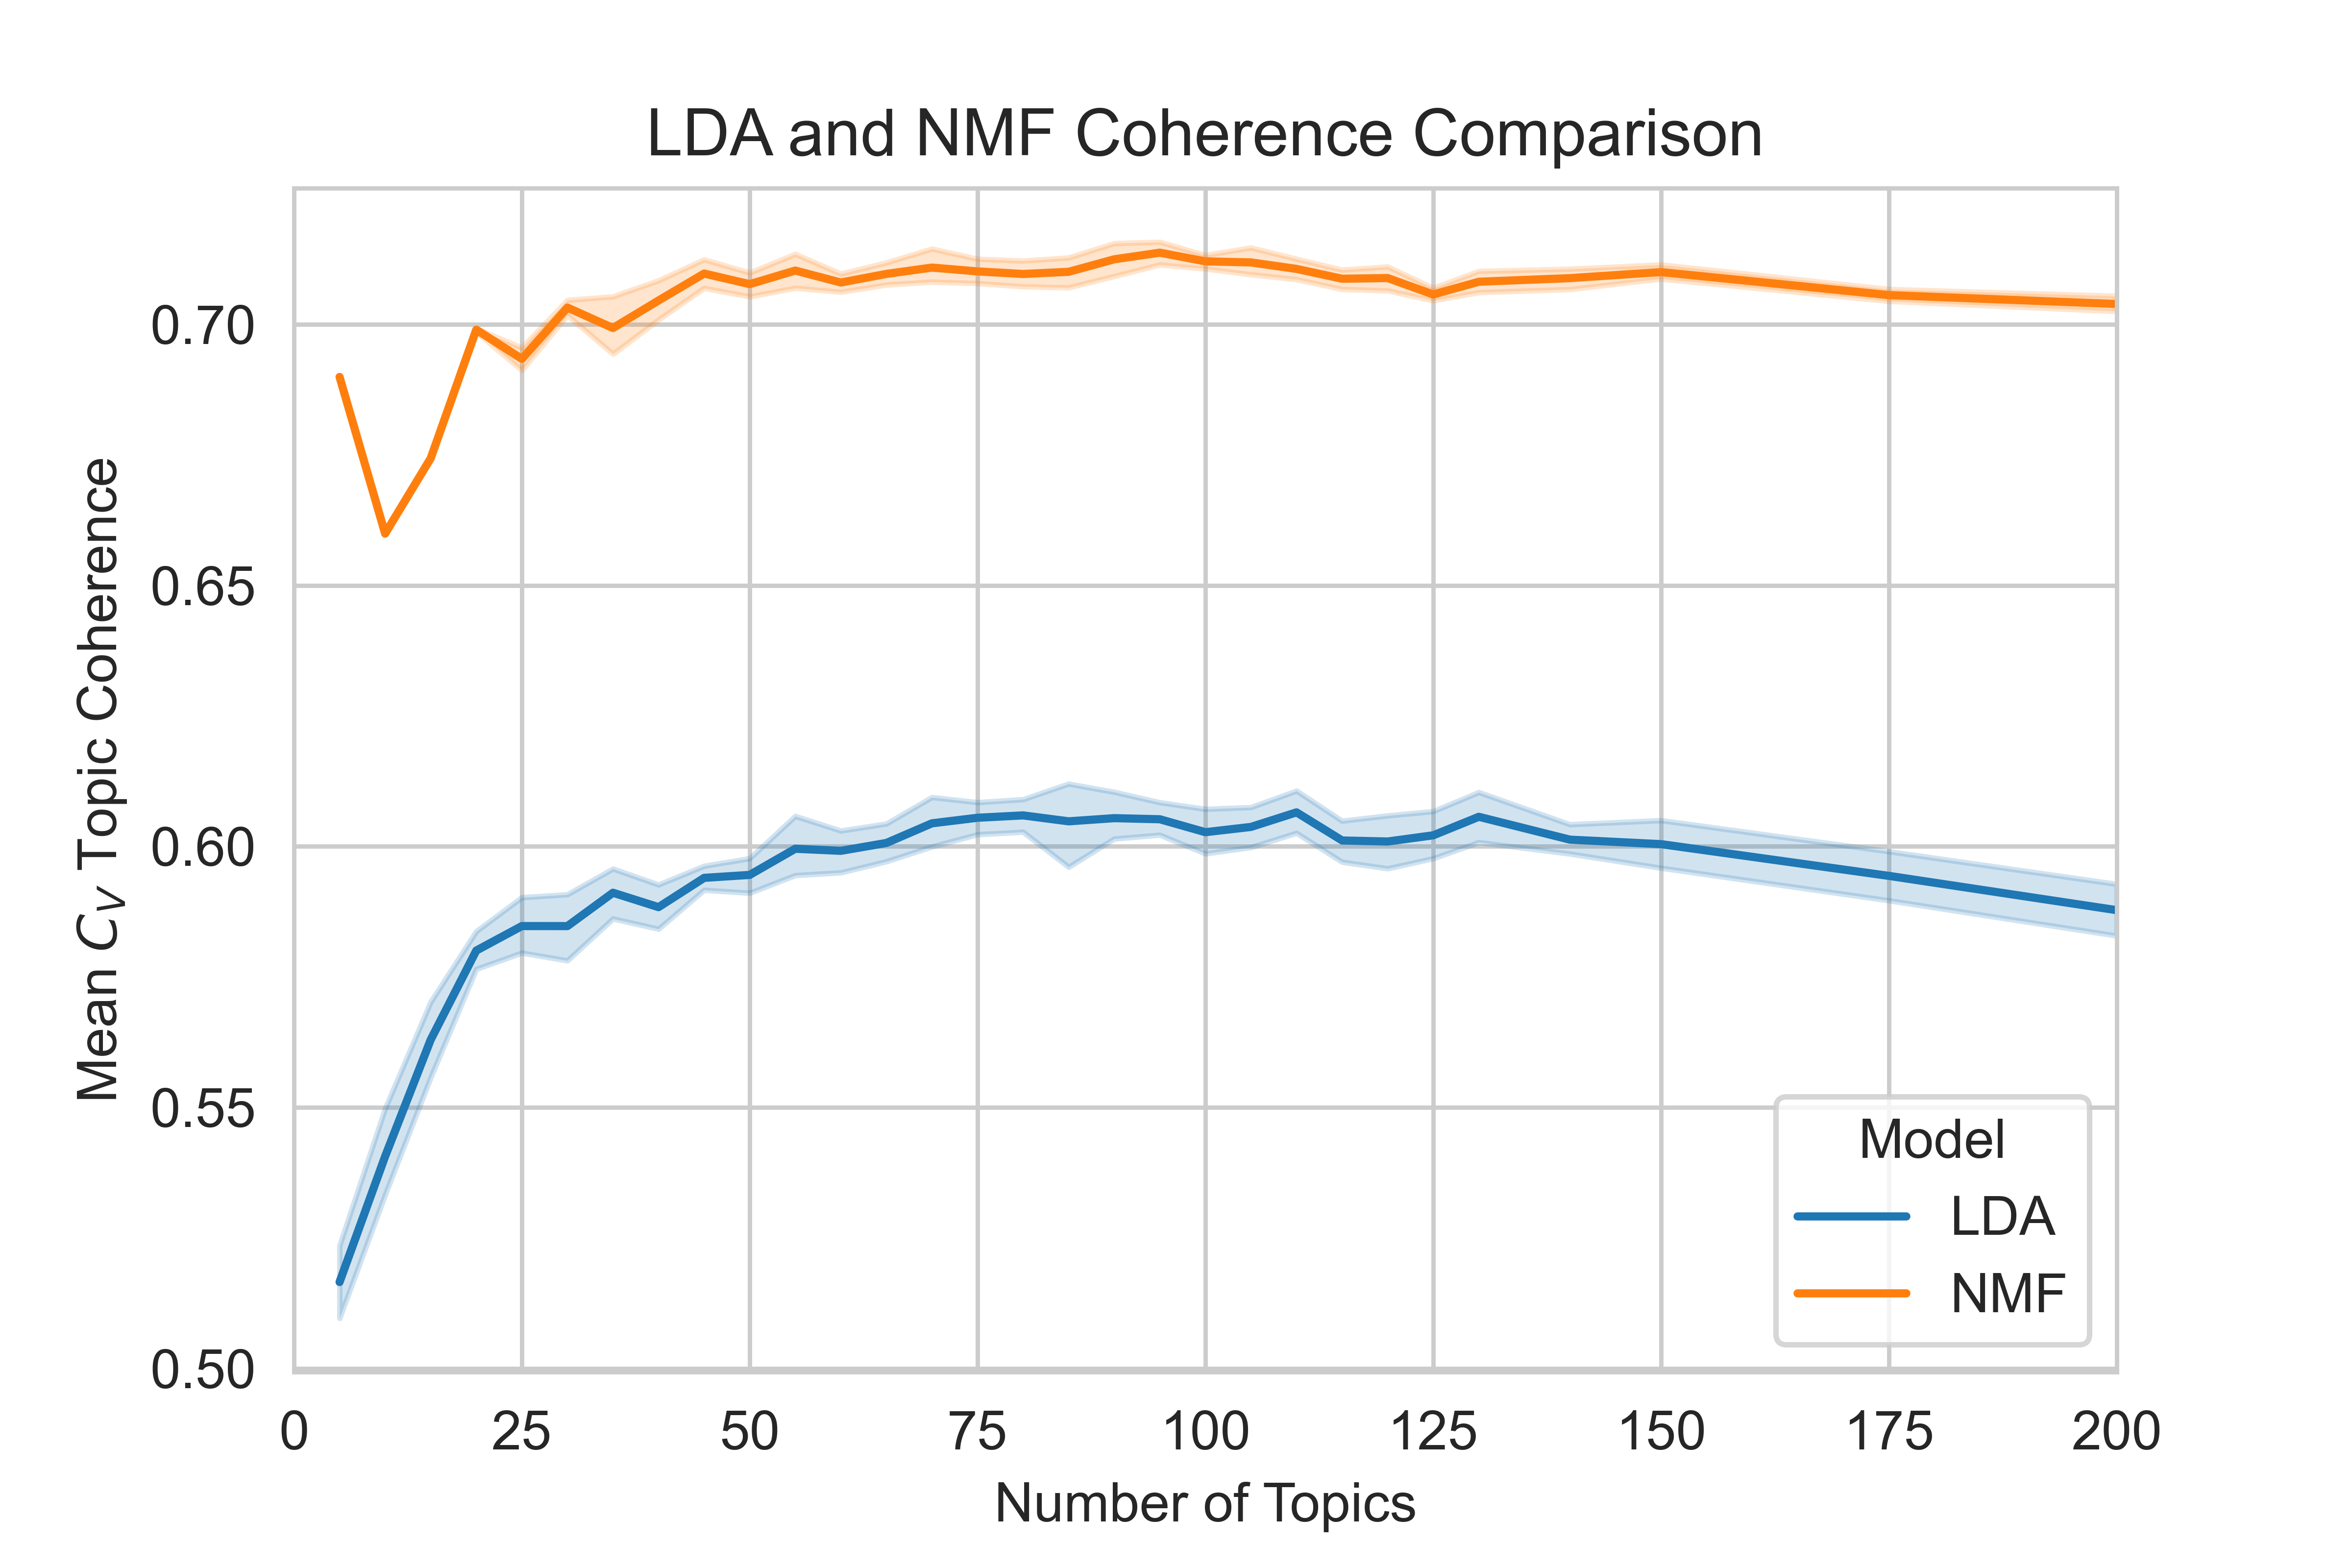 LDA and NMF Coherence Comparison
Mean C_V Topic Coherence
0.70
0.65
0.60
0.55
0.50
0 25 50 75 100 125 150 175 200
Number of Topics
Model
LDA
NMF